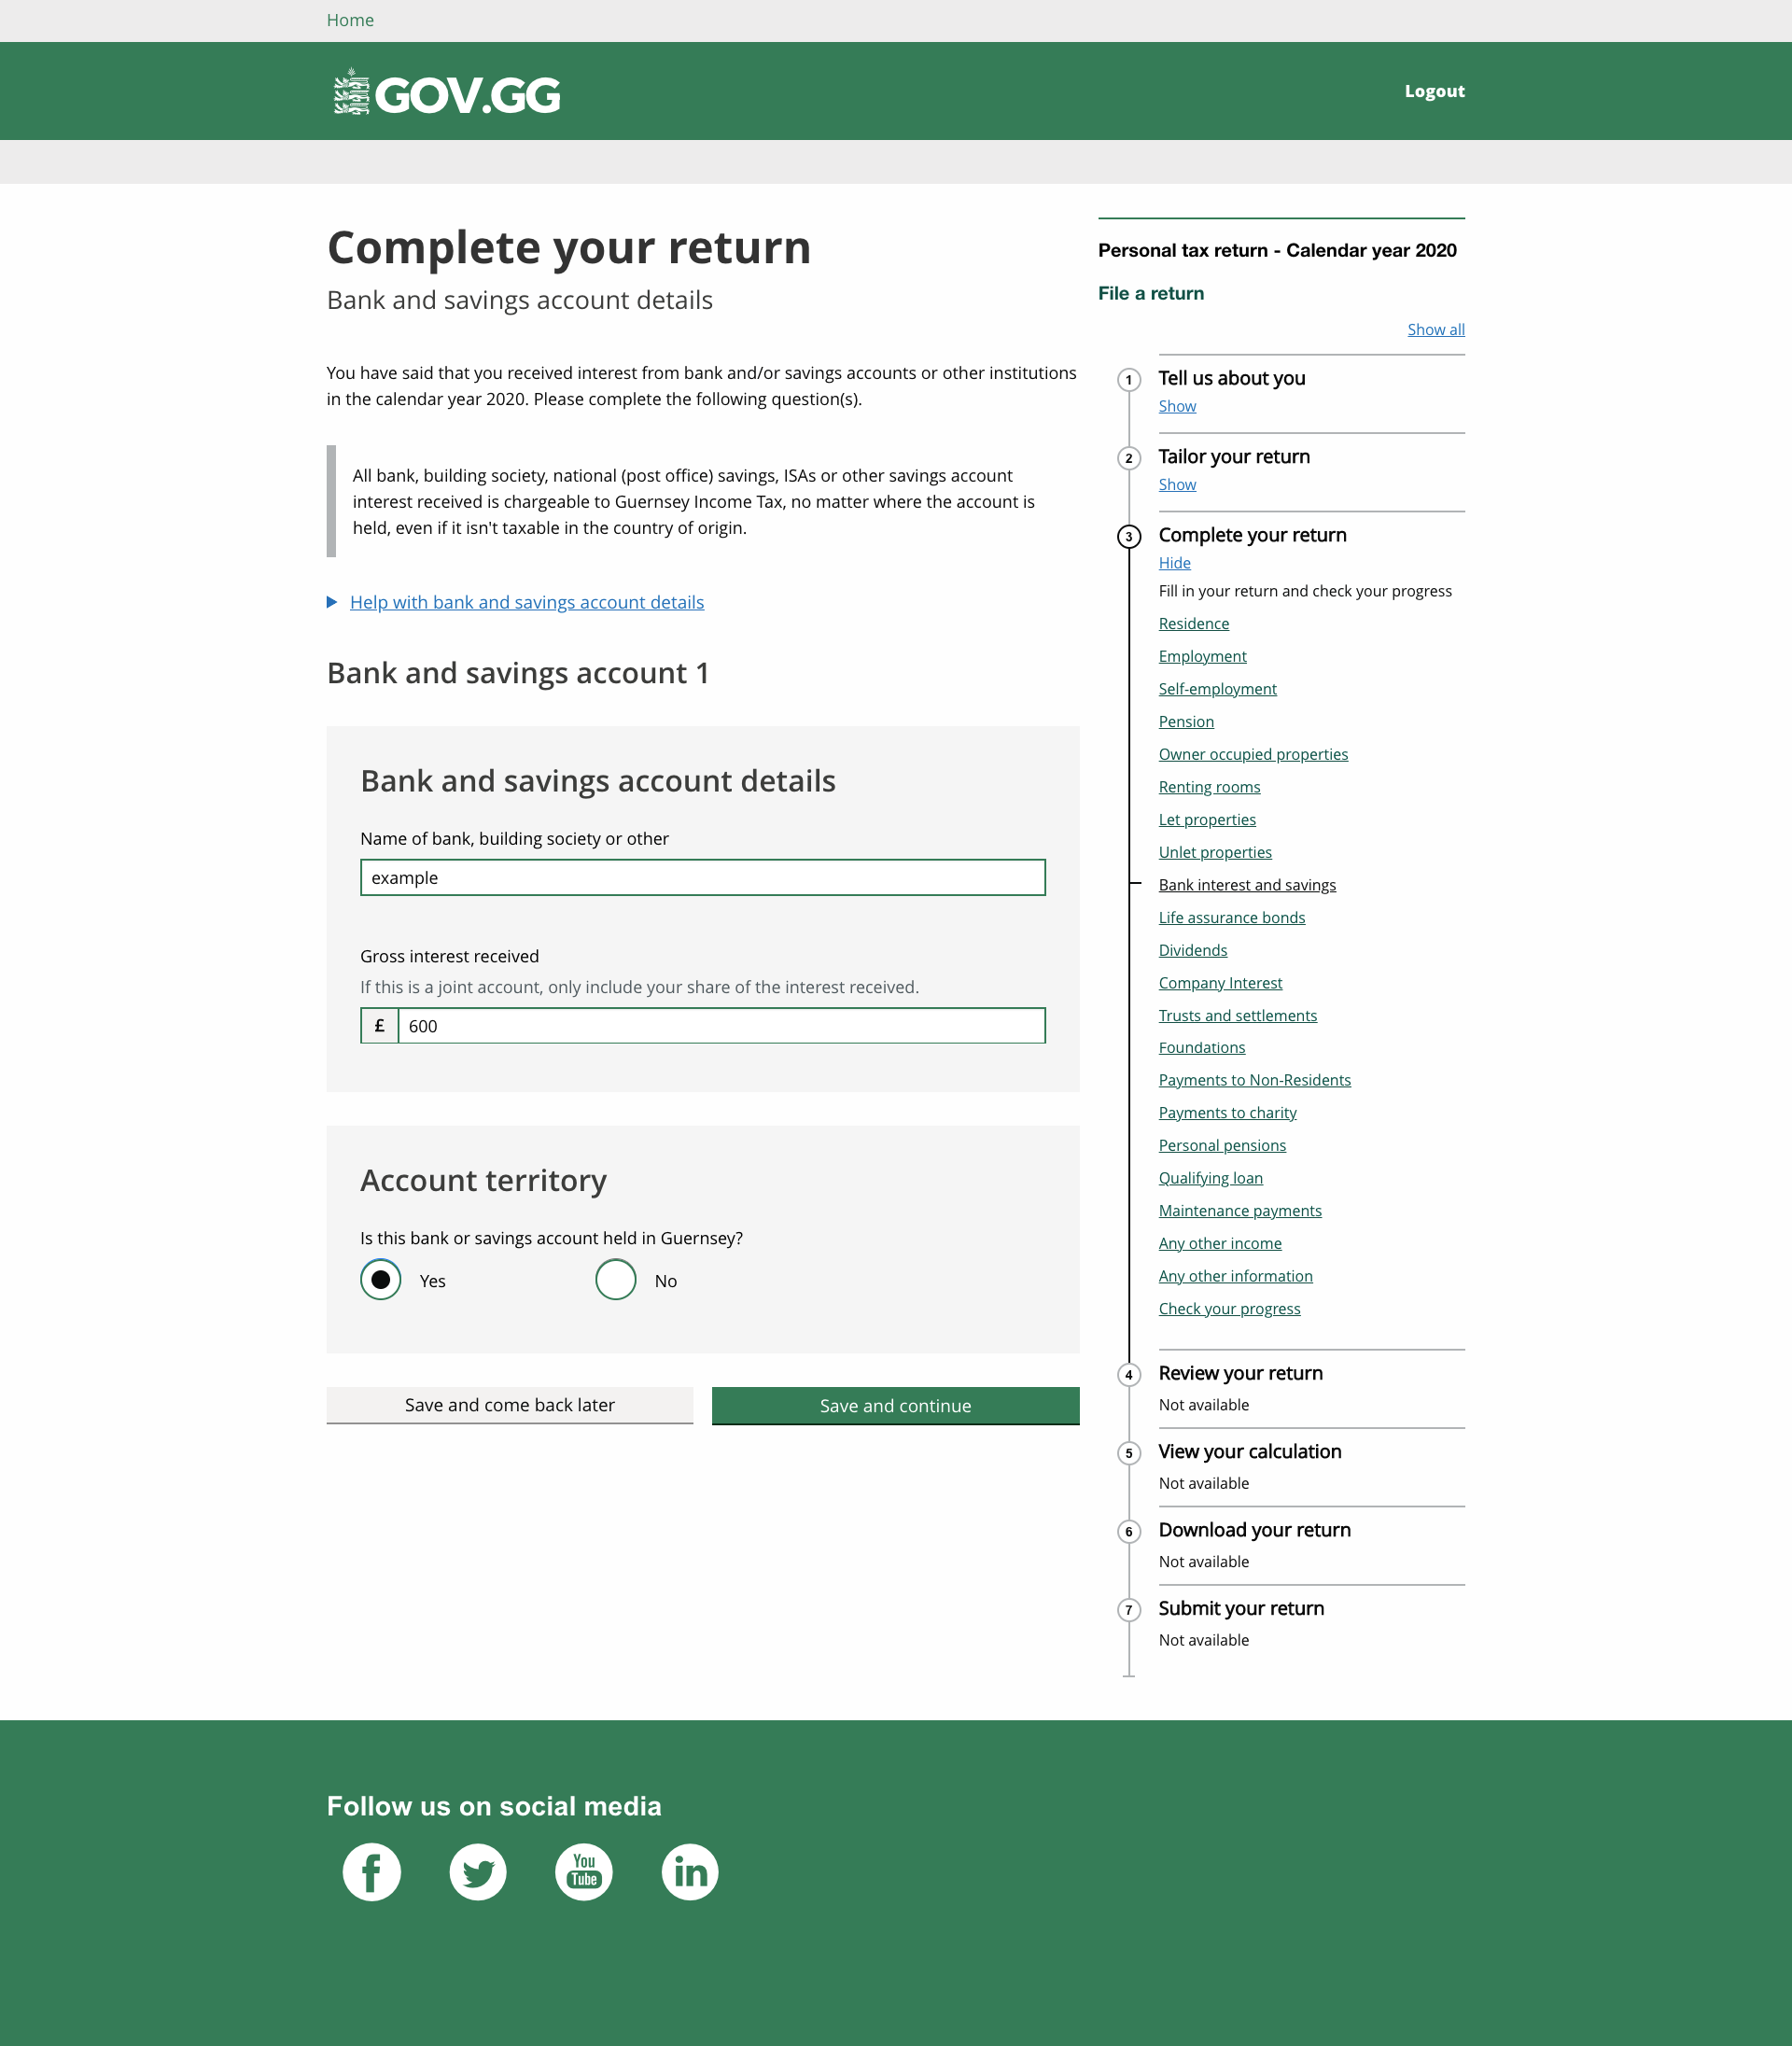 Home
GOV.GG
Logout
Complete your return
Bank and savings account details
You have said that you received interest from bank and/or savings accounts or other institutions
in the calendar year 2020. Please complete the following question(s).
All bank, building society, national (post office) savings, ISAs or other savings account
interest received is chargeable to Guernsey Income Tax, no matter where the account is
held, even if it isn't taxable in the country of origin.
Help with bank and savings account details
Bank and savings account 1
Bank and savings account details
Name of bank, building society or other
example
Gross interest received
If this is a joint account, only include your share of the interest received.
£ 600
Account territory
Is this bank or savings account held in Guernsey?
Yes No
Save and come back later Save and continue
Personal tax return - Calendar year 2020
File a return
Show all
1 Tell us about you
Show
2 Tailor your return
Show
3 Complete your return
Hide
Fill in your return and check your progress
Residence
Employment
Self-employment
Pension
Owner occupied properties
Renting rooms
Let properties
Unlet properties
Bank interest and savings
Life assurance bonds
Dividends
Company Interest
Trusts and settlements
Foundations
Payments to Non-Residents
Payments to charity
Personal pensions
Qualifying loan
Maintenance payments
Any other income
Any other information
Check your progress
4 Review your return
Not available
5 View your calculation
Not available
6 Download your return
Not available
7 Submit your return
Not available
Follow us on social media
You
Tube
in